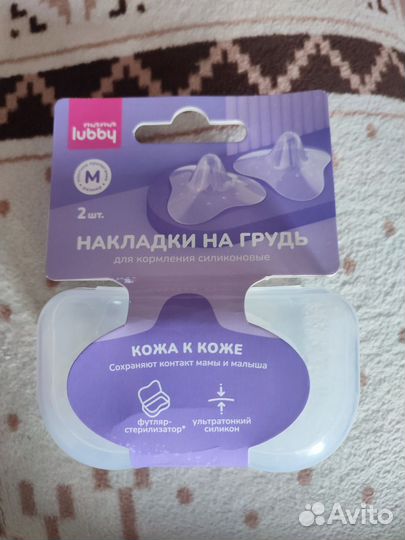 mama's
lubby
M
2 шт.
НАКЛАДКИ НА ГРУДЬ
для кормления силиконовые
КОЖА К КОЖЕ
Сохраняют контакт мамы и малыша
футляр-
стерилизатор*
ультратонкий
силикон
Avito